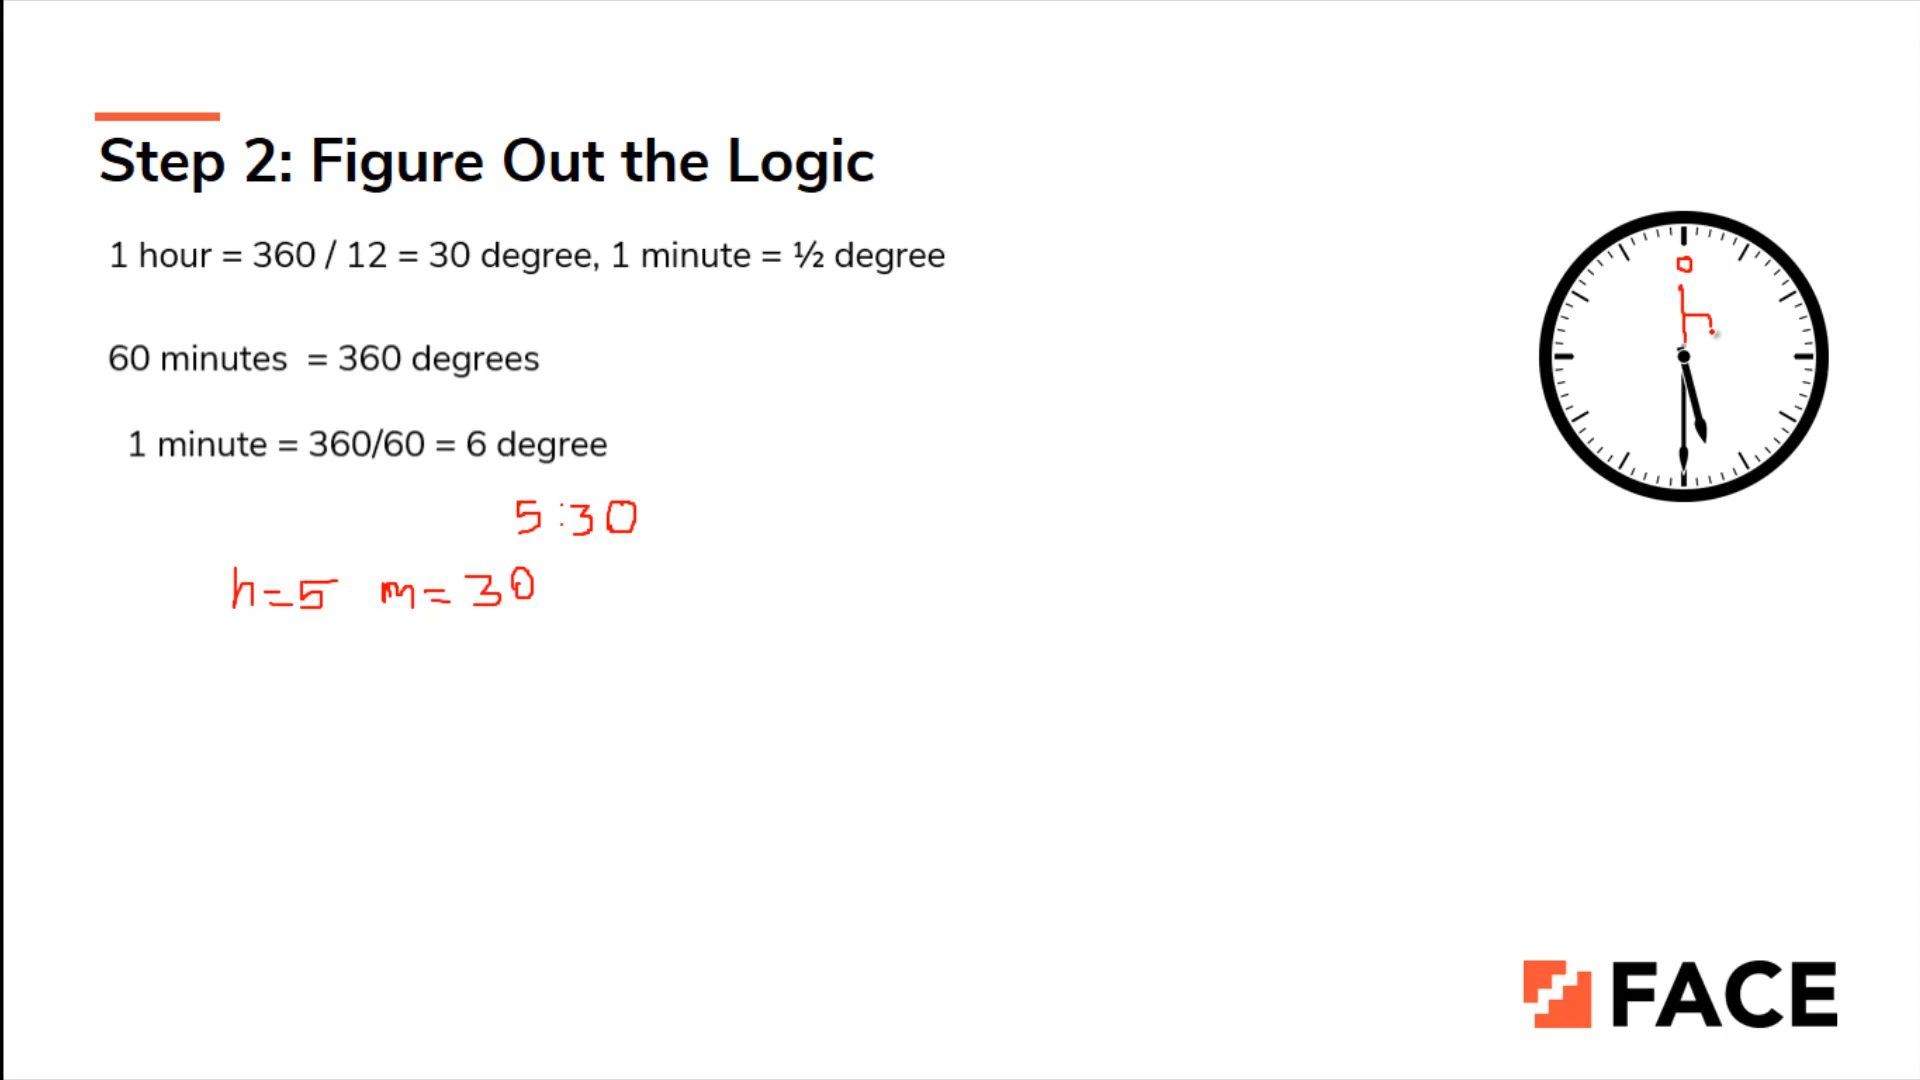 Step 2: Figure Out the Logic
1 hour = 360 / 12 = 30 degree, 1 minute = ½ degree
0
60 minutes = 360 degrees
1 minute = 360/60 = 6 degree
5:30
h=5 m=30
FACE